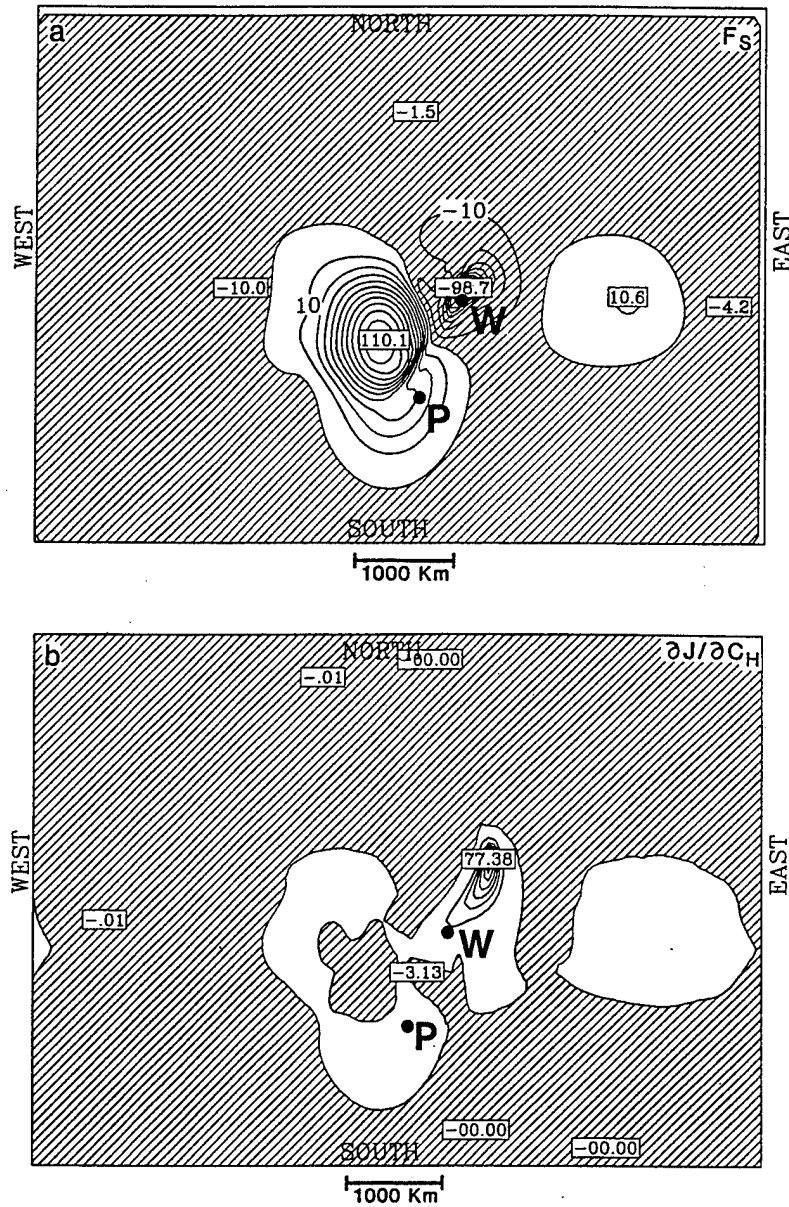 a
NORTH
Fs
-1.5
WEST
EAST
-10
-10.0
-98.7
10.6
-4.2
10
W
110.1
P
SOUTH
1000 Km
b
NORTH
∂J/∂CH
-00.00
-.01
WEST
EAST
77.38
-.01
W
-3.13
P
-00.00
SOUTH
-00.00
1000 Km